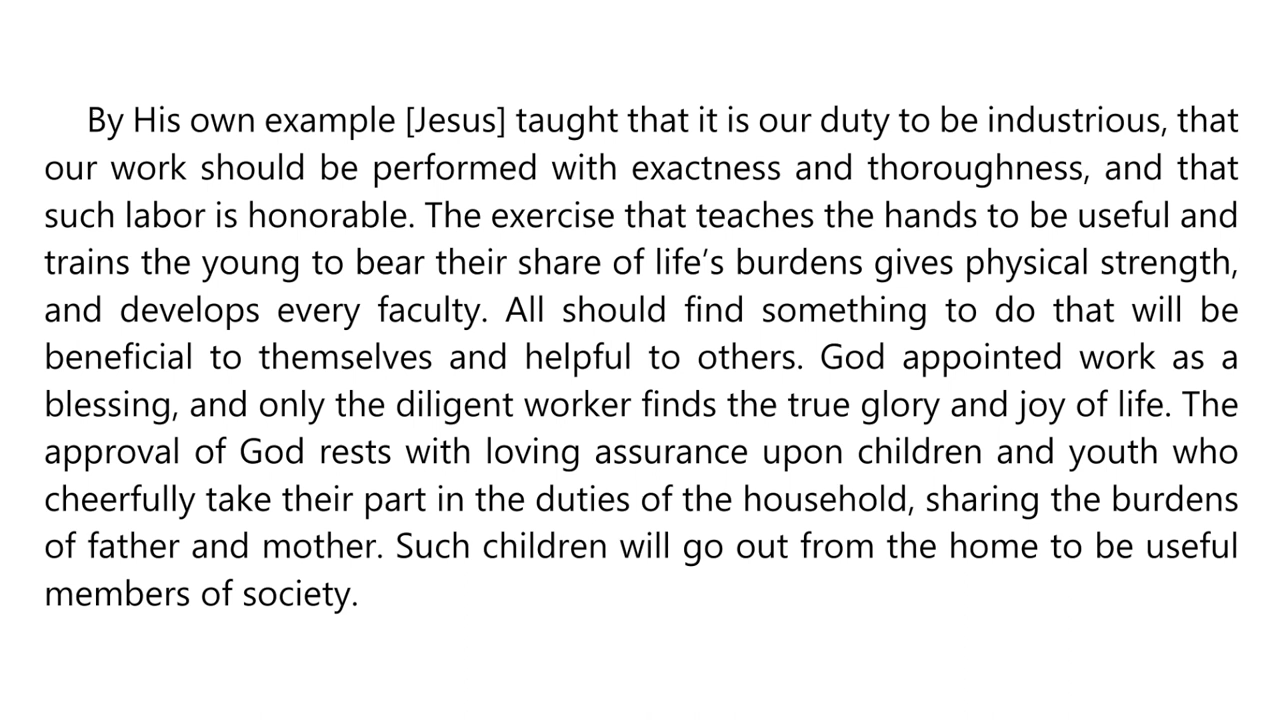 By His own example [Jesus] taught that it is our duty to be industrious, that
our work should be performed with exactness and thoroughness, and that
such labor is honorable. The exercise that teaches the hands to be useful and
trains the young to bear their share of life’s burdens gives physical strength,
and develops every faculty. All should find something to do that will be
beneficial to themselves and helpful to others. God appointed work as a
blessing, and only the diligent worker finds the true glory and joy of life. The
approval of God rests with loving assurance upon children and youth who
cheerfully take their part in the duties of the household, sharing the burdens
of father and mother. Such children will go out from the home to be useful
members of society.